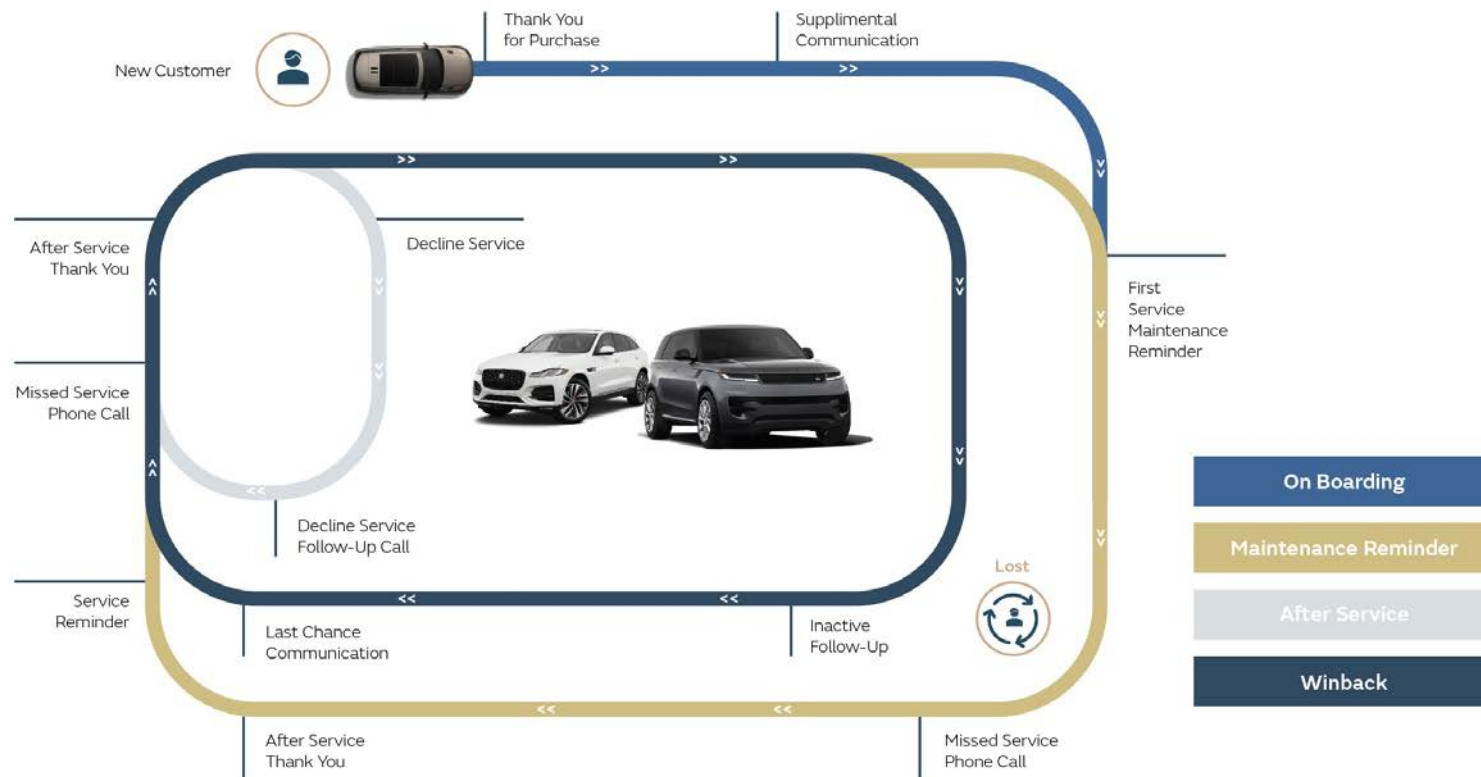 Thank You
for Purchase
Supplimental
Communication
New Customer
After Service
Thank You
Decline Service
First
Service
Maintenance
Reminder
Missed Service
Phone Call
On Boarding
Decline Service
Follow-Up Call
Maintenance Reminder
Lost
Service
Reminder
After Service
Last Chance
Communication
Inactive
Follow-Up
Winback
After Service
Thank You
Missed Service
Phone Call